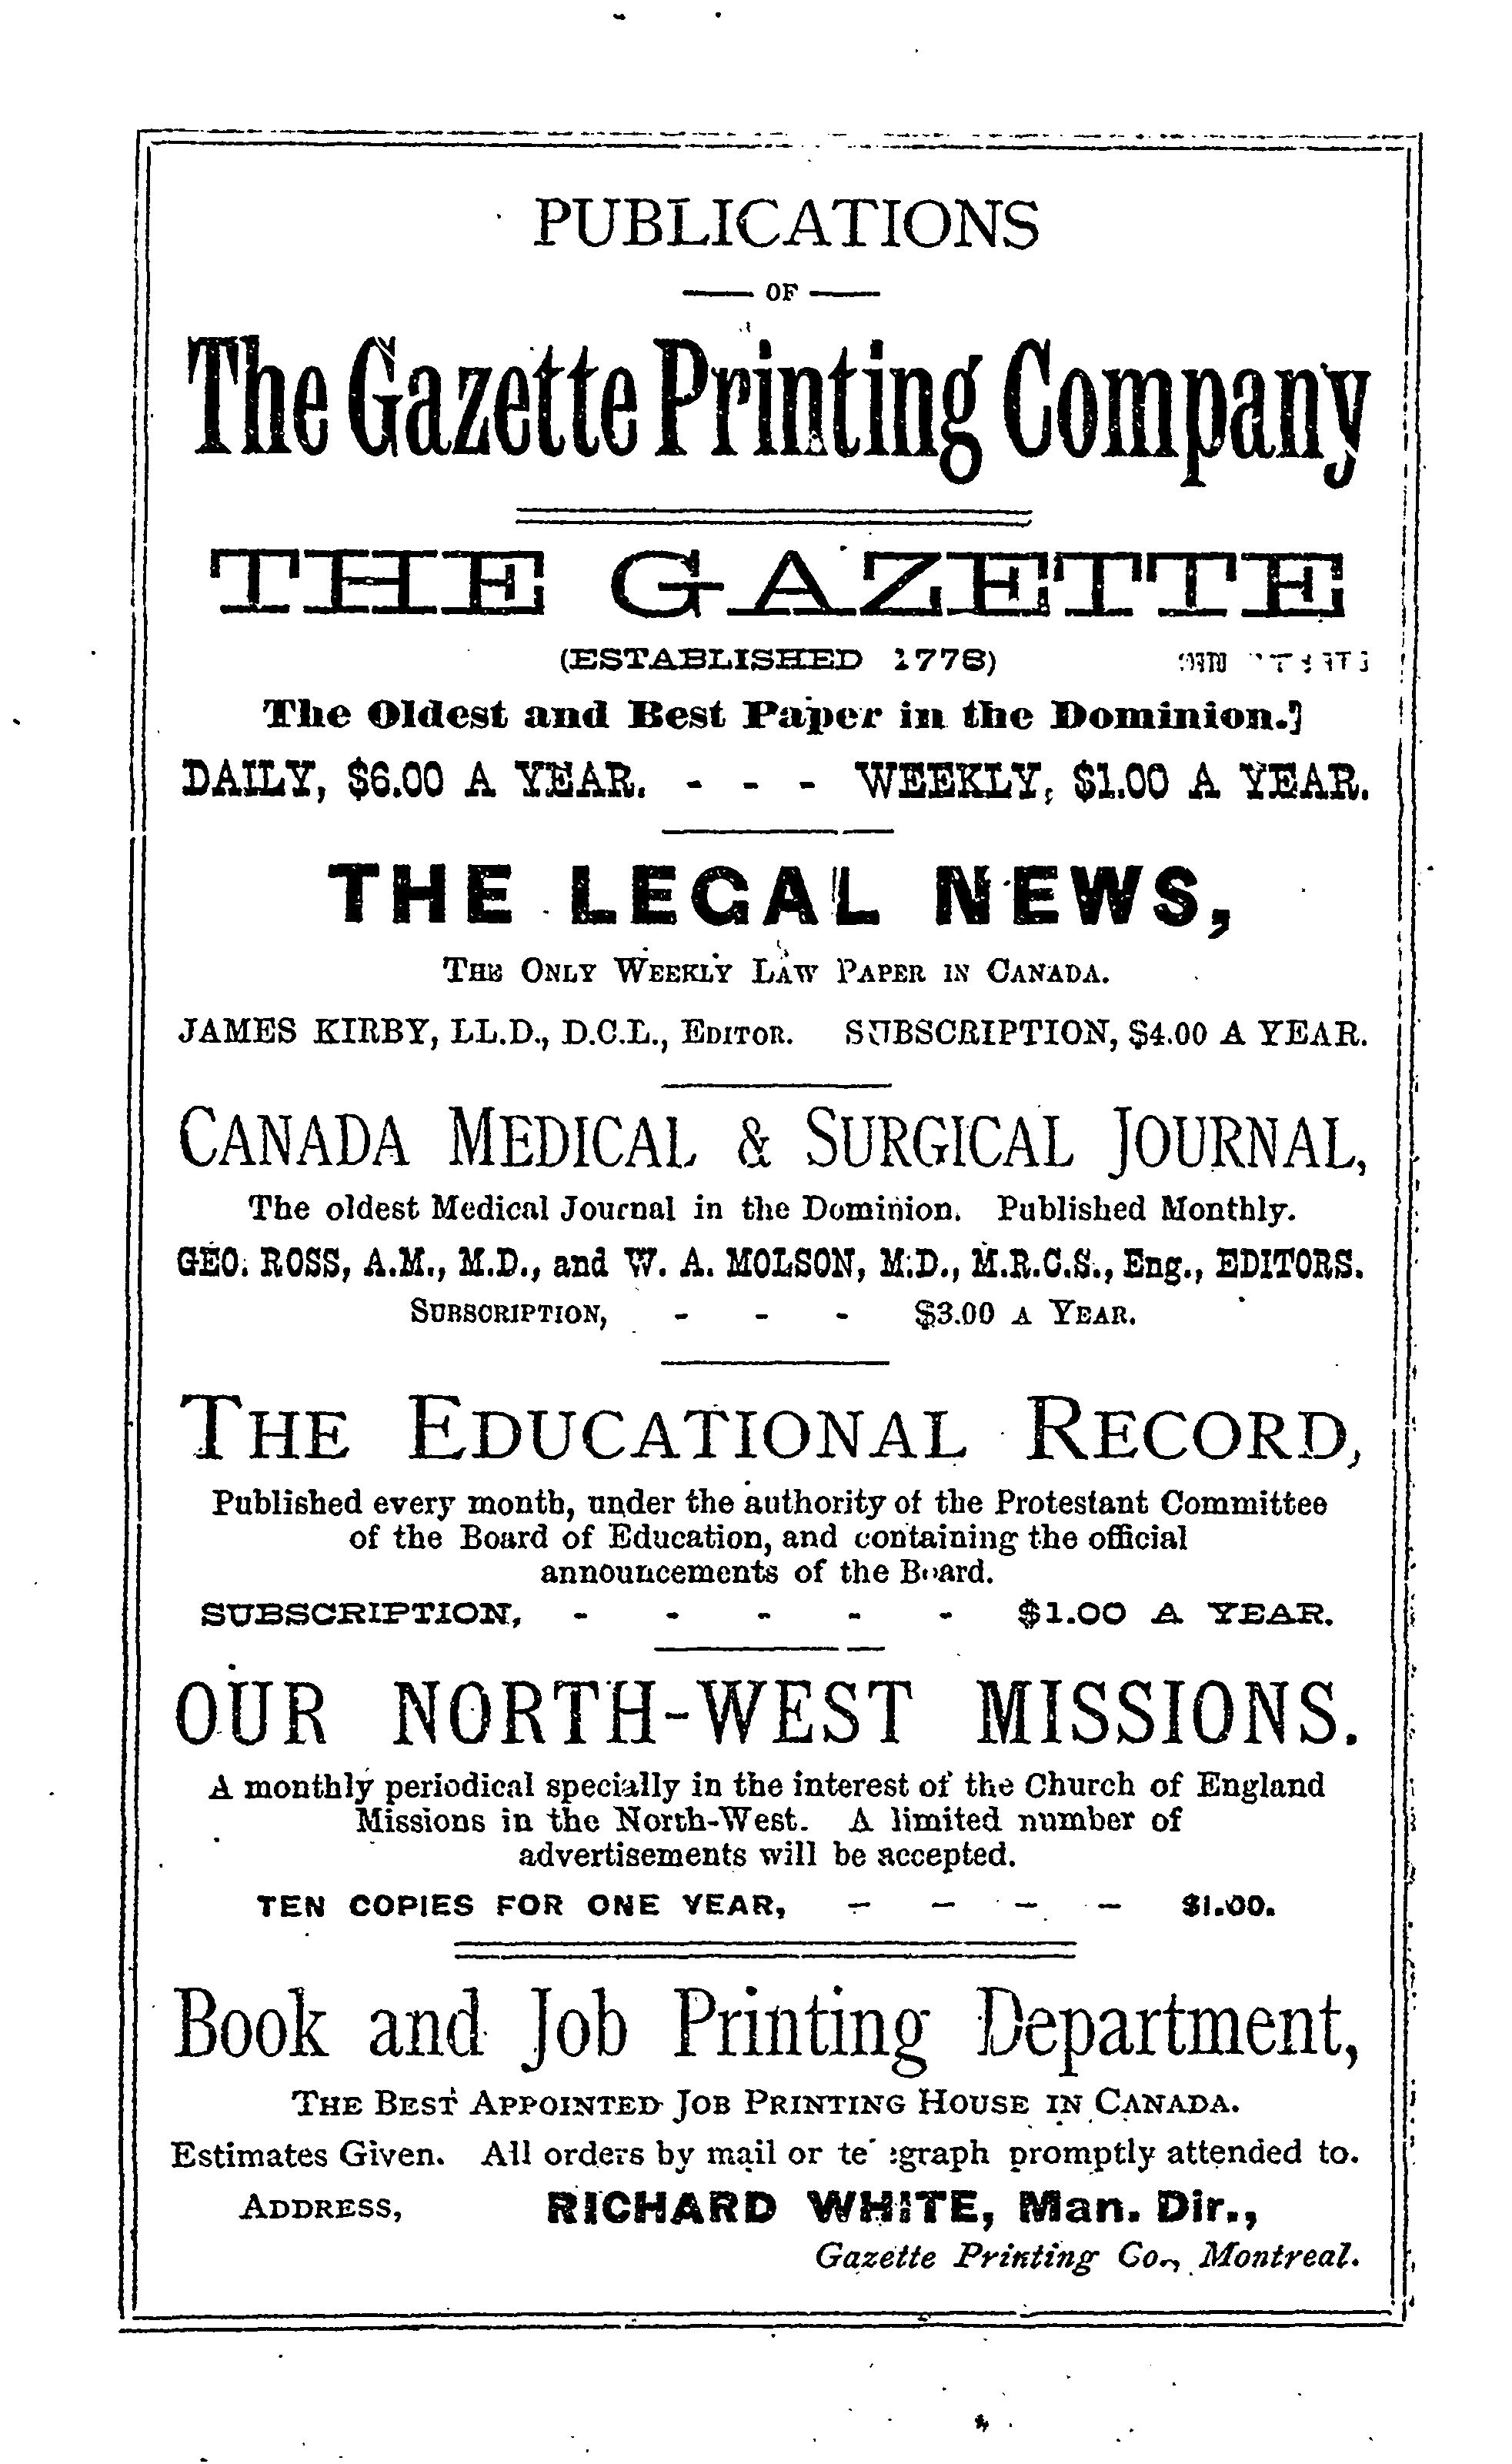 PUBLICATIONS
OF
The Gazette Printing Company
THE GAZETTE
(ESTABLISHED 1778)
The Oldest and Best Paper in the Dominion.]
DAILY, $6.00 A YEAR. - - - WEEKLY, $1.00 A YEAR.
THE LEGAL NEWS,
THE ONLY WEEKLY LAW PAPER IN CANADA.
JAMES KIRBY, LL.D., D.C.L., EDITOR. SUBSCRIPTION, $4.00 A YEAR.
CANADA MEDICAL & SURGICAL JOURNAL,
The oldest Medical Journal in the Dominion. Published Monthly.
GEO. ROSS, A.M., M.D., and W. A. MOLSON, M.D., M.R.C.S., Eng., EDITORS.
SUBSCRIPTION, - - - $3.00 A YEAR.
THE EDUCATIONAL RECORD,
Published every month, under the authority of the Protestant Committee
of the Board of Education, and containing the official
announcements of the Board.
SUBSCRIPTION, - - - - - $1.00 A YEAR.
OUR NORTH-WEST MISSIONS.
A monthly periodical specially in the interest of the Church of England
Missions in the North-West. A limited number of
advertisements will be accepted.
TEN COPIES FOR ONE YEAR, - - - - $1.00.
Book and Job Printing Department,
THE BEST APPOINTED JOB PRINTING HOUSE IN CANADA.
Estimates Given. All orders by mail or telegraph promptly attended to.
ADDRESS, RICHARD WHITE, Man. Dir.,
Gazette Printing Co., Montreal.